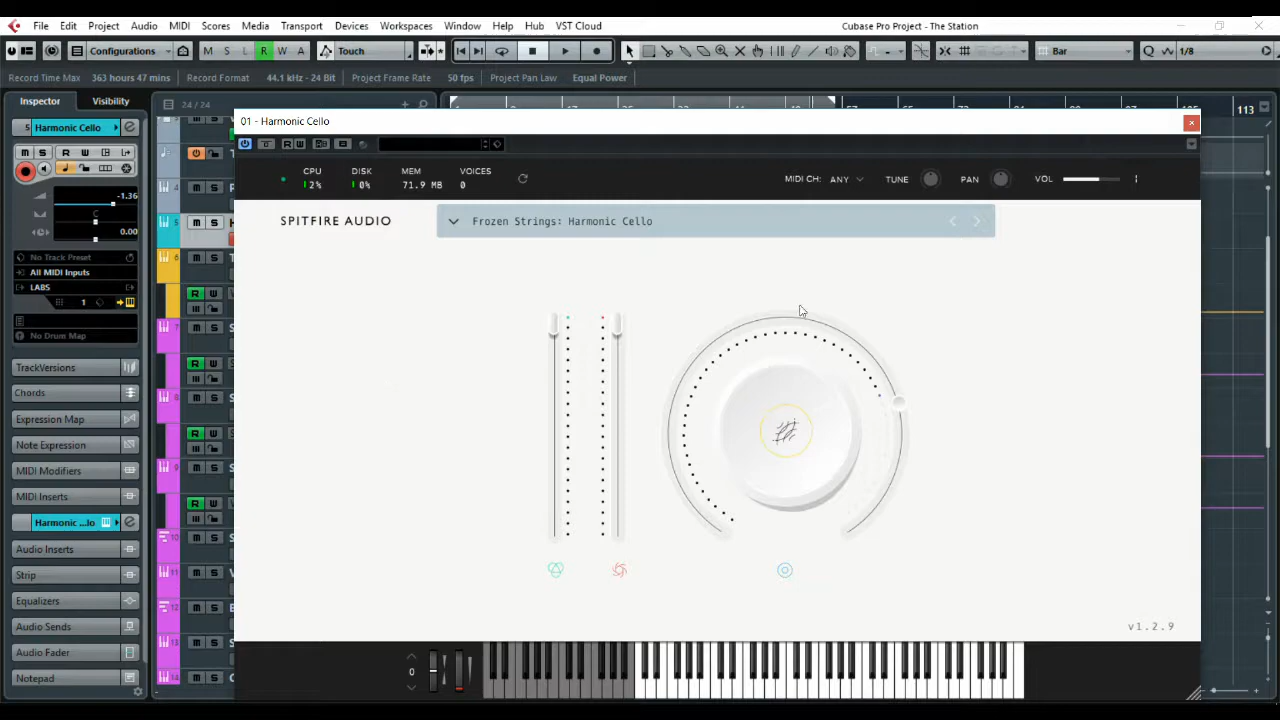 File Edit Project Audio MIDI Scores Media Transport Devices Workspaces Window Help Hub VST Cloud Cubase Pro Project - The Station
Configurations M S L R W A Touch Bar Q 1/8
Record Time Max 363 hours 47 mins Record Format 44.1 kHz - 24 Bit Project Frame Rate 50 fps Project Pan Law Equal Power
Inspector Visibility 24 / 24
113
5 Harmonic Cello
01 - Harmonic Cello
M S R W
-1.36
C
0.00
No Track Preset
All MIDI Inputs
LABS
1
No Drum Map
TrackVersions
Chords
Expression Map
Note Expression
MIDI Modifiers
MIDI Inserts
Harmonic ...lo
Audio Inserts
Strip
Equalizers
Audio Sends
Audio Fader
Notepad
CPU DISK MEM VOICES
2% 0% 71.9 MB 0
MIDI CH: ANY TUNE PAN VOL
SPITFIRE AUDIO
Frozen Strings: Harmonic Cello
v1.2.9
0